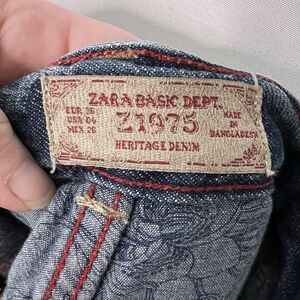 ZARA BASIC DEPT.
EUR 36
USA 04
MEX 26
Z1975
MADE
IN
BANGLADESH
HERITAGE DENIM